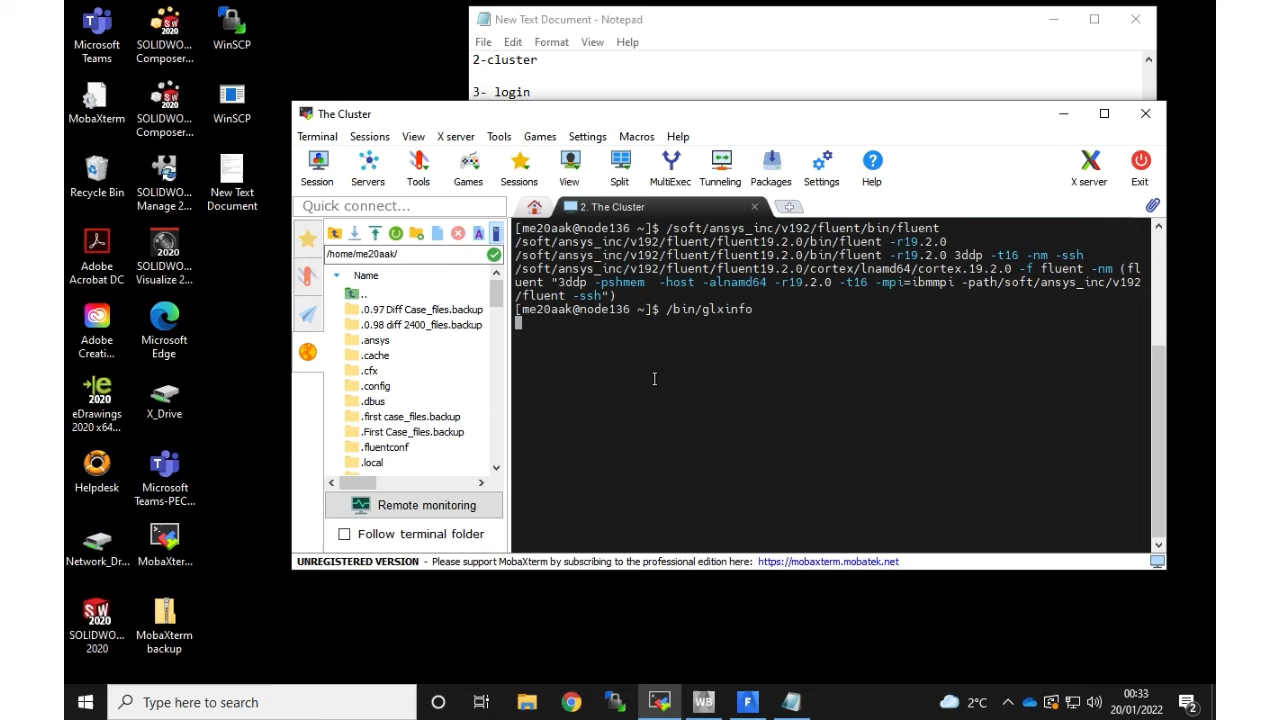 Microsoft Teams
SOLIDWO... Composer...
WinSCP
MobaXterm
SOLIDWO... Composer...
WinSCP
Recycle Bin
SOLIDWO... Manage 2...
New Text Document
Adobe Acrobat DC
SOLIDWO... Visualize 2...
Adobe Creati...
Microsoft Edge
eDrawings 2020 x64...
X_Drive
Helpdesk
Microsoft Teams-PEC...
Network_Dr...
MobaXter...
SOLIDWO... 2020
MobaXterm backup
New Text Document - Notepad
File Edit Format View Help
2-cluster
3- login
The Cluster
Terminal Sessions View X server Tools Games Settings Macros Help
Session Servers Tools Games Sessions View Split MultiExec Tunneling Packages Settings Help X server Exit
Quick connect...
2. The Cluster
/home/me20aak/
Name
..
.0.97 Diff Case_files.backup
.0.98 diff 2400_files.backup
.ansys
.cache
.cfx
.config
.dbus
.first case_files.backup
.First Case_files.backup
.fluentconf
.local
Remote monitoring
Follow terminal folder
[me20aak@node136 ~]$ /soft/ansys_inc/v192/fluent/bin/fluent
/soft/ansys_inc/v192/fluent/fluent19.2.0/bin/fluent -r19.2.0
/soft/ansys_inc/v192/fluent/fluent19.2.0/bin/fluent -r19.2.0 3ddp -t16 -nm -ssh
/soft/ansys_inc/v192/fluent/fluent19.2.0/cortex/lnamd64/cortex.19.2.0 -f fluent -nm (fl
uent "3ddp -pshmem  -host -alnamd64 -r19.2.0 -t16 -mpi=ibmmpi -path/soft/ansys_inc/v192
/fluent -ssh")
[me20aak@node136 ~]$ /bin/glxinfo
UNREGISTERED VERSION - Please support MobaXterm by subscribing to the professional edition here: https://mobaxterm.mobatek.net
Type here to search
2°C
00:33
20/01/2022